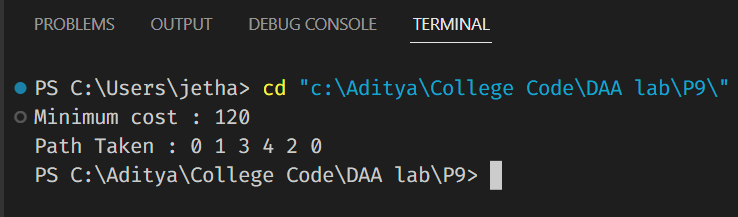 PROBLEMS OUTPUT DEBUG CONSOLE TERMINAL
PS C:\Users\jetha> cd "c:\Aditya\College Code\DAA lab\P9\"
Minimum cost : 120
Path Taken : 0 1 3 4 2 0
PS C:\Aditya\College Code\DAA lab\P9>